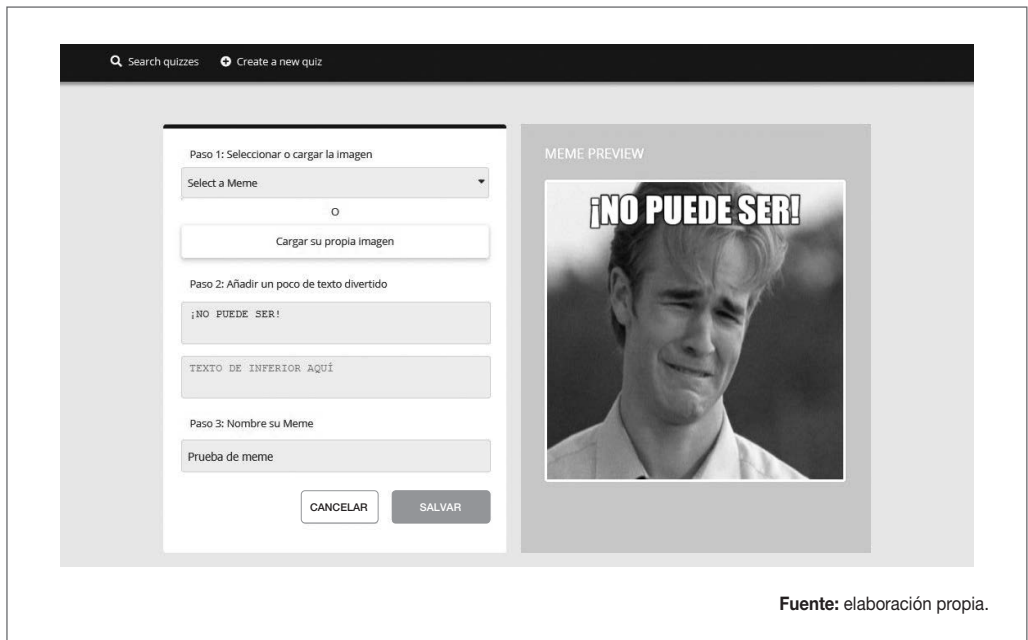 Search quizzes Create a new quiz
Paso 1: Seleccionar o cargar la imagen
Select a Meme
O
Cargar su propia imagen
Paso 2: Añadir un poco de texto divertido
¡NO PUEDE SER!
TEXTO DE INFERIOR AQUÍ
Paso 3: Nombre su Meme
Prueba de meme
CANCELAR SALVAR
MEME PREVIEW
¡NO PUEDE SER!
Fuente: elaboración propia.